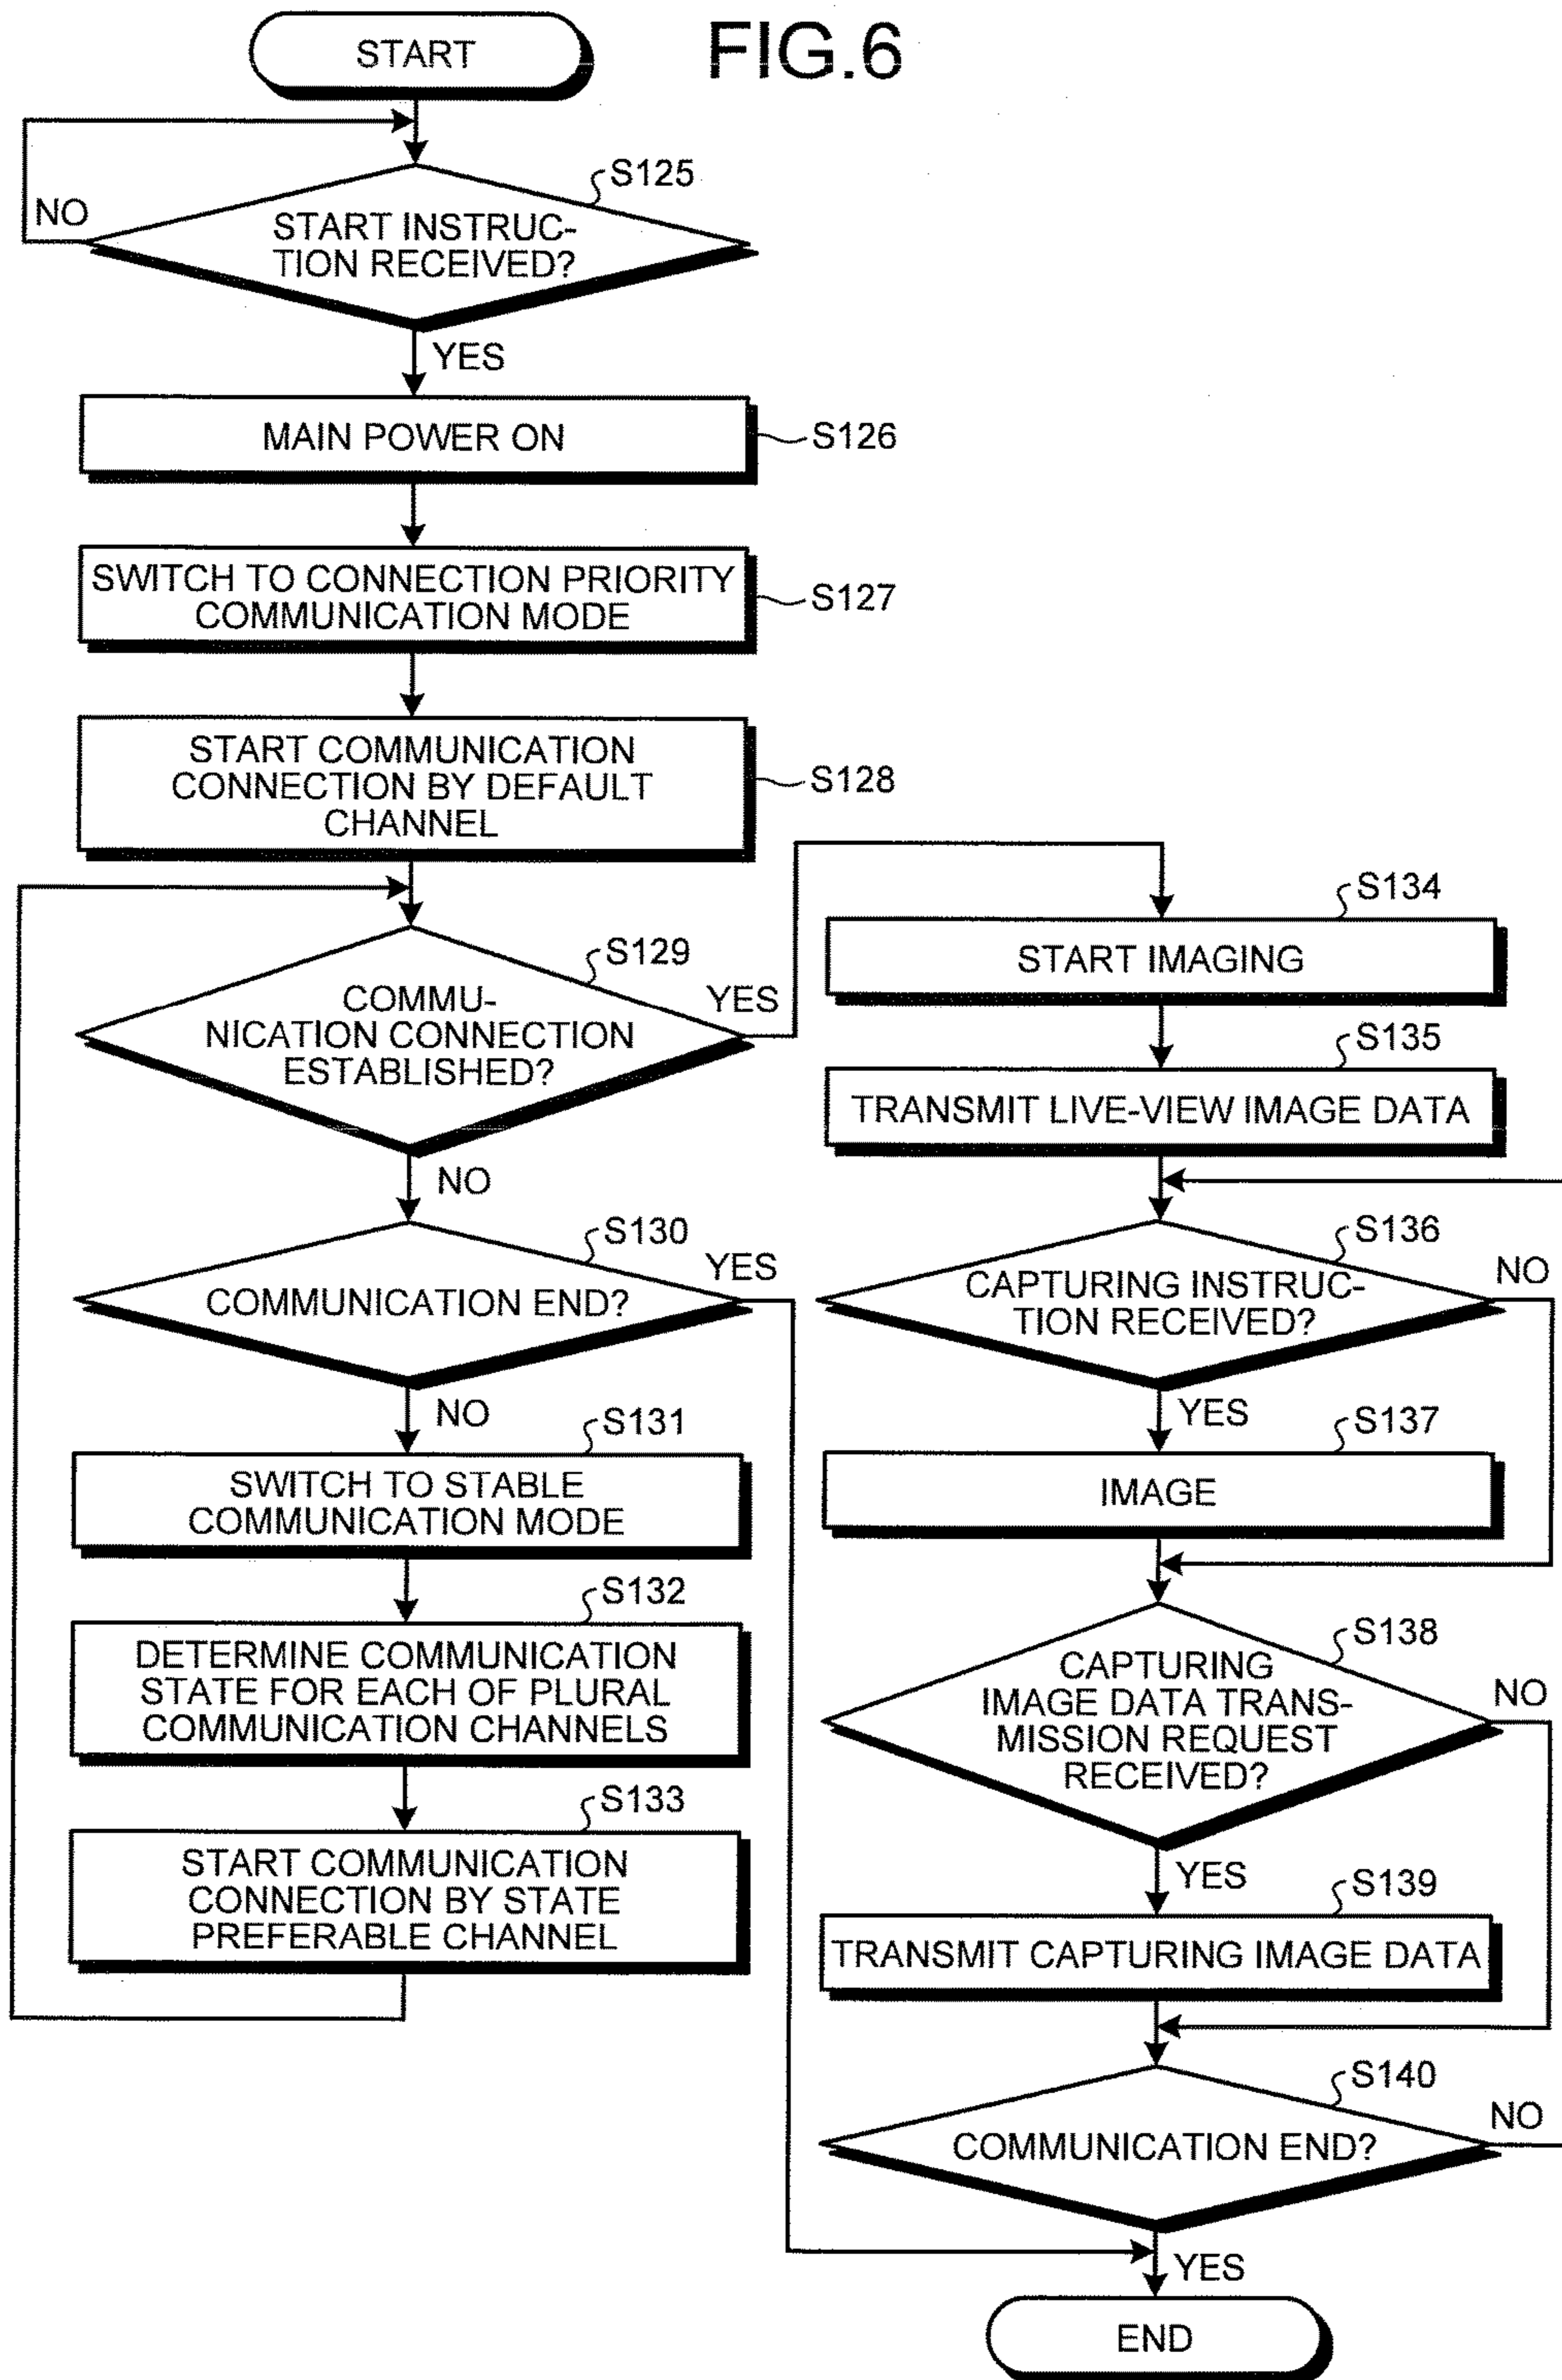 FIG.6
START
S125
NO
START INSTRUC-
TION RECEIVED?
YES
MAIN POWER ON
S126
SWITCH TO CONNECTION PRIORITY
COMMUNICATION MODE
S127
START COMMUNICATION
CONNECTION BY DEFAULT
CHANNEL
S128
S129
COMMU-
NICATION CONNECTION
ESTABLISHED?
YES
NO
S130
COMMUNICATION END?
YES
NO
S131
SWITCH TO STABLE
COMMUNICATION MODE
S132
DETERMINE COMMUNICATION
STATE FOR EACH OF PLURAL
COMMUNICATION CHANNELS
S133
START COMMUNICATION
CONNECTION BY STATE
PREFERABLE CHANNEL
S134
START IMAGING
S135
TRANSMIT LIVE-VIEW IMAGE DATA
S136
CAPTURING INSTRUC-
TION RECEIVED?
NO
YES
S137
IMAGE
S138
CAPTURING
IMAGE DATA TRANS-
MISSION REQUEST
RECEIVED?
NO
YES
S139
TRANSMIT CAPTURING IMAGE DATA
S140
COMMUNICATION END?
NO
YES
END